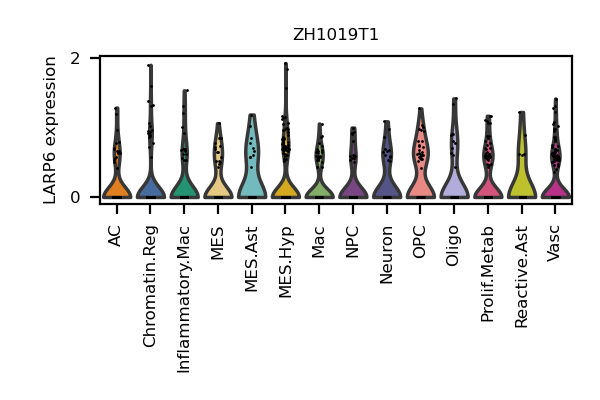 ZH1019T1
LARP6 expression
2
0
AC
Chromatin.Reg
Inflammatory.Mac
MES
MES.Ast
MES.Hyp
Mac
NPC
Neuron
OPC
Oligo
Prolif.Metab
Reactive.Ast
Vasc